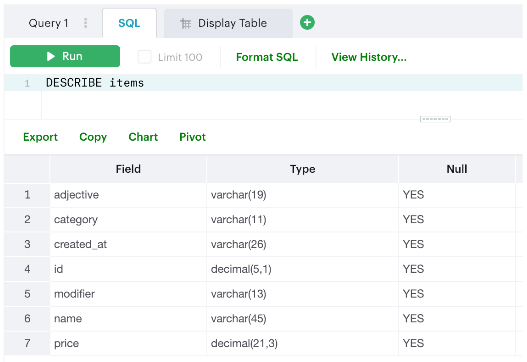 Query 1 SQL Display Table
Run Limit 100 Format SQL View History...
1 DESCRIBE items
Export Copy Chart Pivot
Field Type Null
1 adjective varchar(19) YES
2 category varchar(11) YES
3 created_at varchar(26) YES
4 id decimal(5,1) YES
5 modifier varchar(13) YES
6 name varchar(45) YES
7 price decimal(21,3) YES